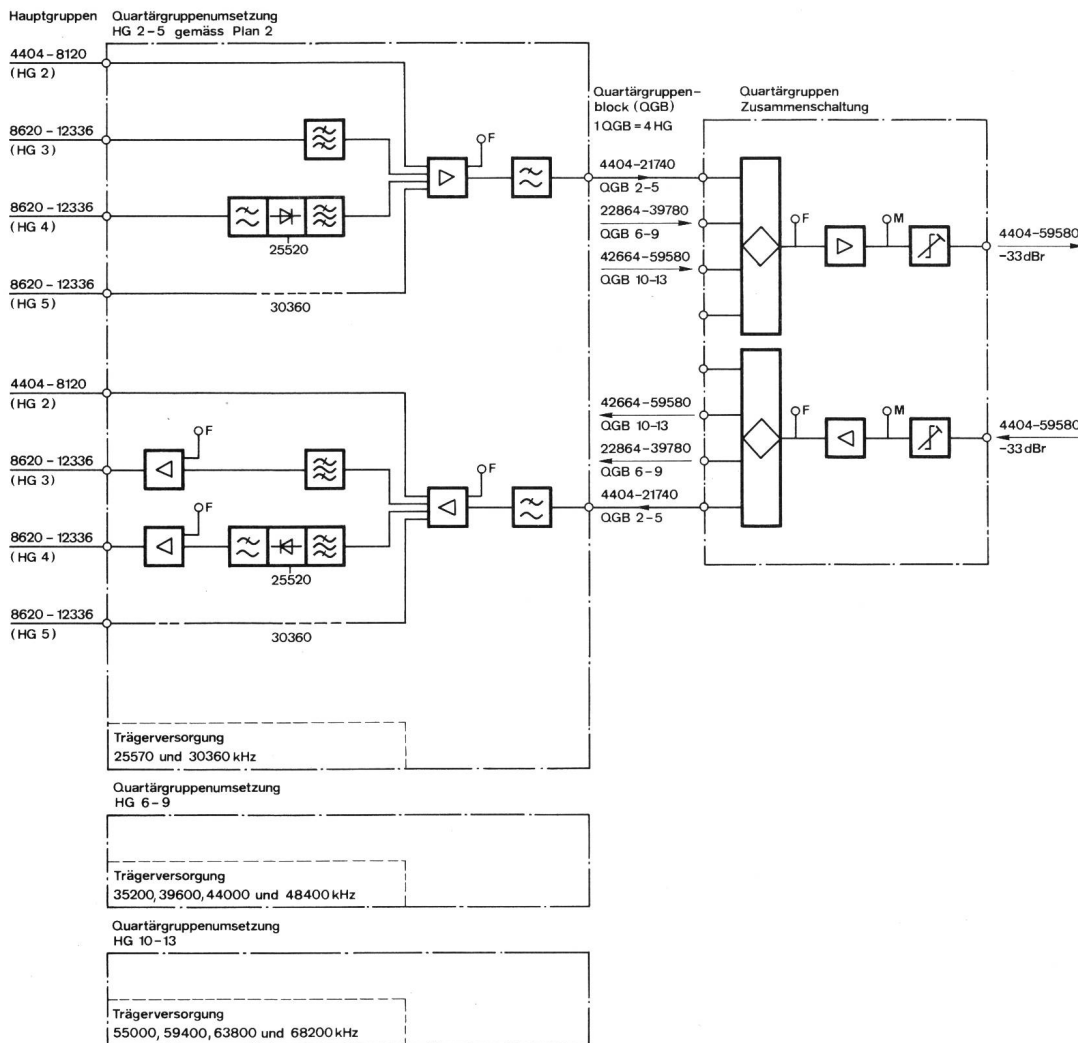 Hauptgruppen
Quartärgruppenumsetzung
HG 2-5 gemäss Plan 2
4404-8120
(HG 2)
8620-12336
(HG 3)
8620-12336
(HG 4)
25520
8620-12336
(HG 5)
30360
F
Quartärgruppen-
block (QGB)
1 QGB = 4 HG
4404-21740
QGB 2-5
22864-39780
QGB 6-9
42664-59580
QGB 10-13
Quartärgruppen
Zusammenschaltung
F
M
4404-59580
-33 dBr
4404-8120
(HG 2)
8620-12336
(HG 3)
F
8620-12336
(HG 4)
F
25520
8620-12336
(HG 5)
30360
F
42664-59580
QGB 10-13
22864-39780
QGB 6-9
4404-21740
QGB 2-5
F
M
4404-59580
-33 dBr
Trägerversorgung
25570 und 30360 kHz
Quartärgruppenumsetzung
HG 6-9
Trägerversorgung
35200, 39600, 44000 und 48400 kHz
Quartärgruppenumsetzung
HG 10-13
Trägerversorgung
55000, 59400, 63800 und 68200 kHz